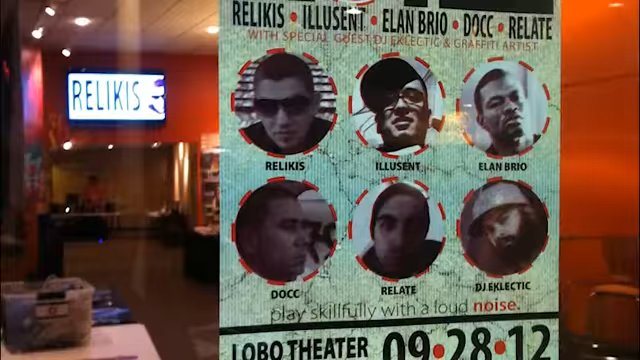 RELIKIS • ILLUSENT • ELAN BRIO • DOCC • RELATE
WITH SPECIAL GUEST DJ EKLECTIC & GRAFFITI ARTIST
RELIKIS
RELIKIS
ILLUSENT
ELAN BRIO
DOCC
RELATE
DJ EKLECTIC
play skillfully with a loud noise.
LOBO THEATER
09•28•12